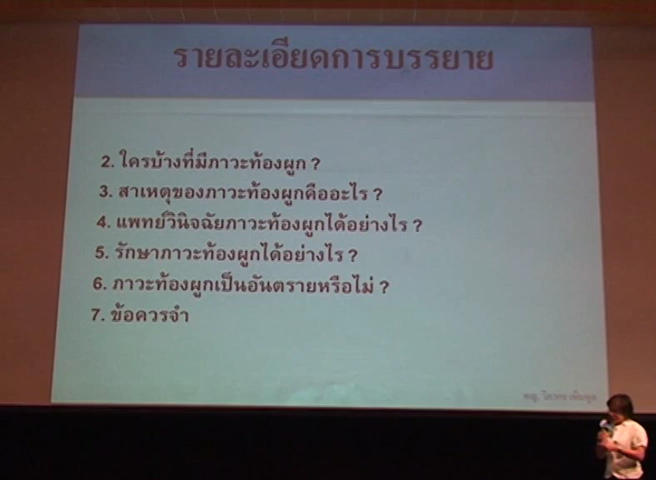 รายละเอียดการบรรยาย
2. ใครบ้างที่มีภาวะท้องผูก ?
3. สาเหตุของภาวะท้องผูกคืออะไร ?
4. แพทย์วินิจฉัยภาวะท้องผูกได้อย่างไร ?
5. รักษาภาวะท้องผูกได้อย่างไร ?
6. ภาวะท้องผูกเป็นอันตรายหรือไม่ ?
7. ข้อควรจำ
พญ.